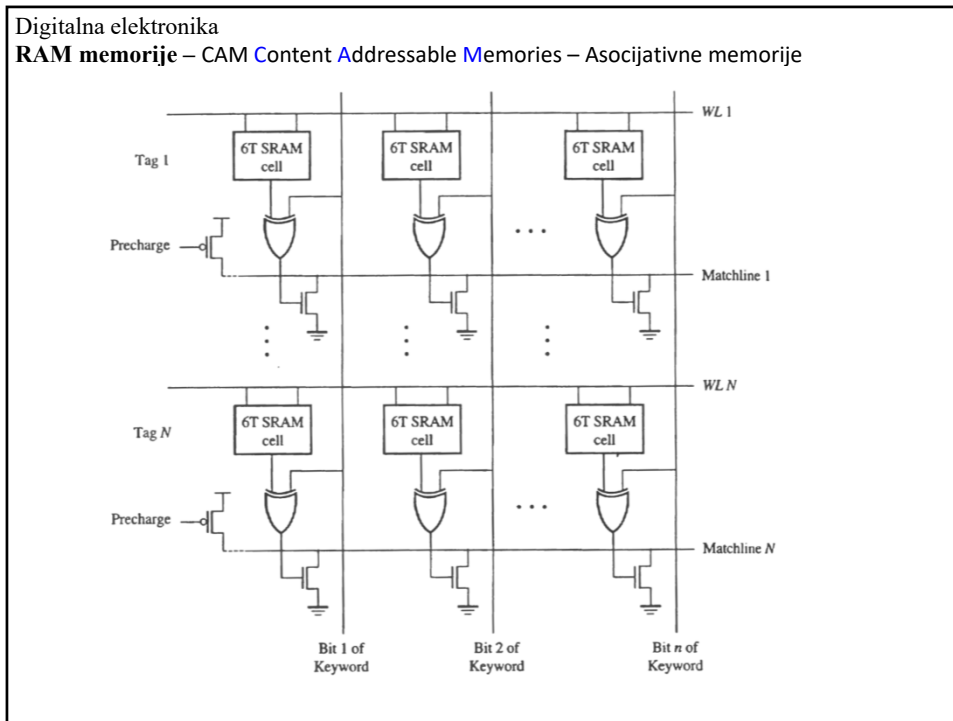 Digitalna elektronika
RAM memorije – CAM Content Addressable Memories – Asocijativne memorije
WL 1
6T SRAM
cell
6T SRAM
cell
6T SRAM
cell
Tag 1
Precharge
Matchline 1
WL N
6T SRAM
cell
6T SRAM
cell
6T SRAM
cell
Tag N
Precharge
Matchline N
Bit 1 of
Keyword
Bit 2 of
Keyword
Bit n of
Keyword